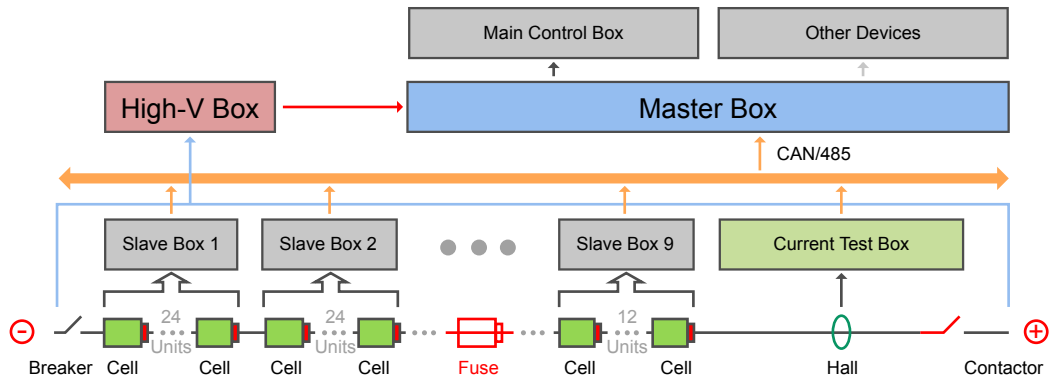 Main Control Box
Other Devices
High-V Box
Master Box
CAN/485
Slave Box 1
Slave Box 2
Slave Box 9
Current Test Box
24
Units
24
Units
12
Units
Breaker
Cell
Cell
Cell
Cell
Fuse
Cell
Cell
Hall
Contactor